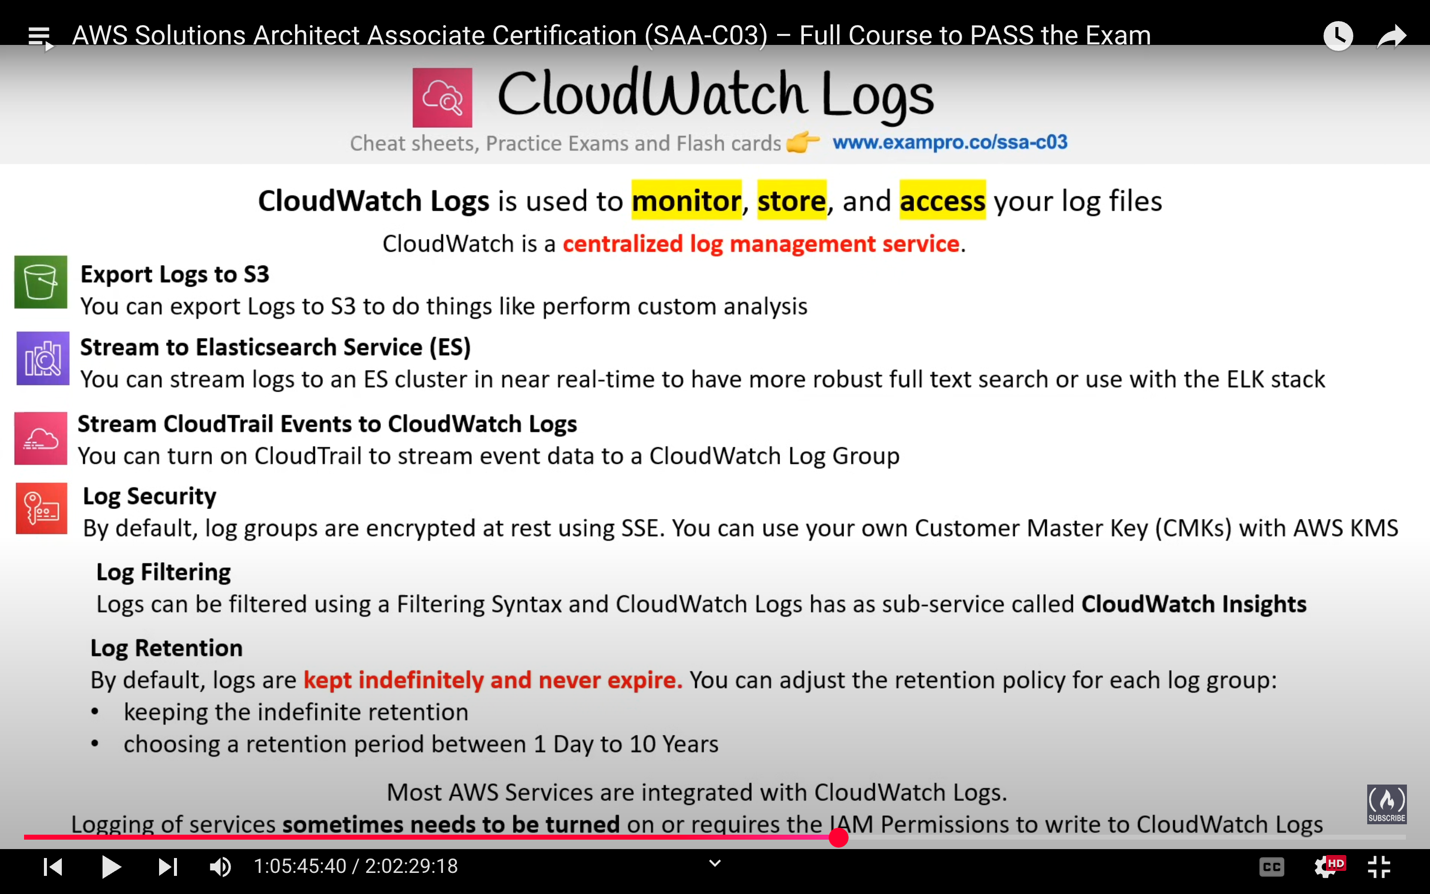 AWS Solutions Architect Associate Certification (SAA-C03) – Full Course to PASS the Exam
CloudWatch Logs
Cheat sheets, Practice Exams and Flash cards 👉 www.exampro.co/ssa-c03
CloudWatch Logs is used to monitor, store, and access your log files
CloudWatch is a centralized log management service.
Export Logs to S3
You can export Logs to S3 to do things like perform custom analysis
Stream to Elasticsearch Service (ES)
You can stream logs to an ES cluster in near real-time to have more robust full text search or use with the ELK stack
Stream CloudTrail Events to CloudWatch Logs
You can turn on CloudTrail to stream event data to a CloudWatch Log Group
Log Security
By default, log groups are encrypted at rest using SSE. You can use your own Customer Master Key (CMKs) with AWS KMS
Log Filtering
Logs can be filtered using a Filtering Syntax and CloudWatch Logs has as sub-service called CloudWatch Insights
Log Retention
By default, logs are kept indefinitely and never expire. You can adjust the retention policy for each log group:
• keeping the indefinite retention
• choosing a retention period between 1 Day to 10 Years
Most AWS Services are integrated with CloudWatch Logs.
Logging of services sometimes needs to be turned on or requires the IAM Permissions to write to CloudWatch Logs
SUBSCRIBE
1:05:45:40 / 2:02:29:18
CC
HD